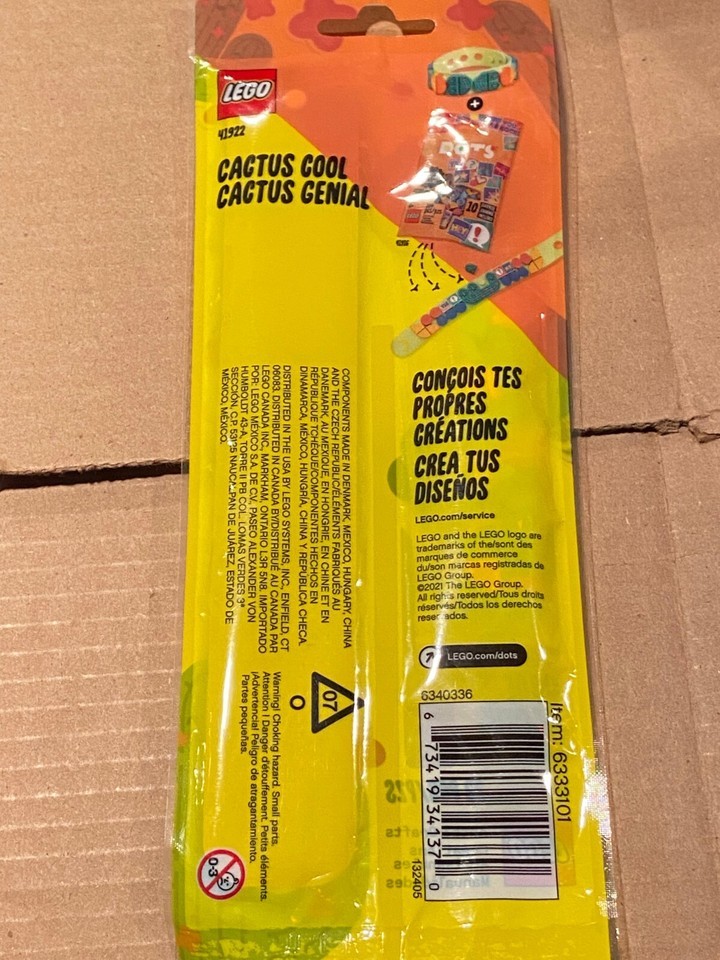 LEGO
41922
CACTUS COOL
CACTUS GENIAL
+
DOTS
LEGO
10
HEY!
CONÇOIS TES
PROPRES
CRÉATIONS
CREA TUS
DISEÑOS
LEGO.com/service
LEGO and the LEGO logo are
trademarks of the/sont des
marques de commerce
du/son marcas registradas de
LEGO Group.
©2021 The LEGO Group.
All rights reserved/Tous droits
réservés/Todos los derechos
LEGO.com/dots
COMPONENTS MADE IN DENMARK, MEXICO, HUNGARY, CHINA
AND THE CZECH REPUBLIC/ÉLÉMENTS FABRIQUÉS AU
DANEMARK, AU MEXIQUE, EN HONGRIE, EN CHINE ET EN
RÉPUBLIQUE TCHÈQUE/COMPONENTES HECHOS EN
DINAMARCA, MÉXICO, HUNGRÍA, CHINA Y REPÚBLICA CHECA.
DISTRIBUTED IN THE USA BY LEGO SYSTEMS, INC., ENFIELD, CT
06083. DISTRIBUTED IN CANADA BY/DISTRIBUÉ AU CANADA PAR
LEGO CANADA INC., MARKHAM, ONTARIO L3R 5N8. IMPORTADO
POR: LEGO MÉXICO S.A. DE C.V., PASEO ALEXANDER VON
HUMBOLDT 43-A, TORRE II PB COL. LOMAS VERDES 3ª
SECCIÓN, C.P. 53125 DE JUÁREZ, ESTADO DE
MÉXICO, MÉXICO.
07
O
Warning! Choking hazard. Small parts.
Attention ! Danger d'étouffement. Petits éléments.
¡Advertencia! Peligro de atragantamiento.
Partes pequeñas.
0-3
6340336
Item: 6333101
6 73419 34137 0
132405